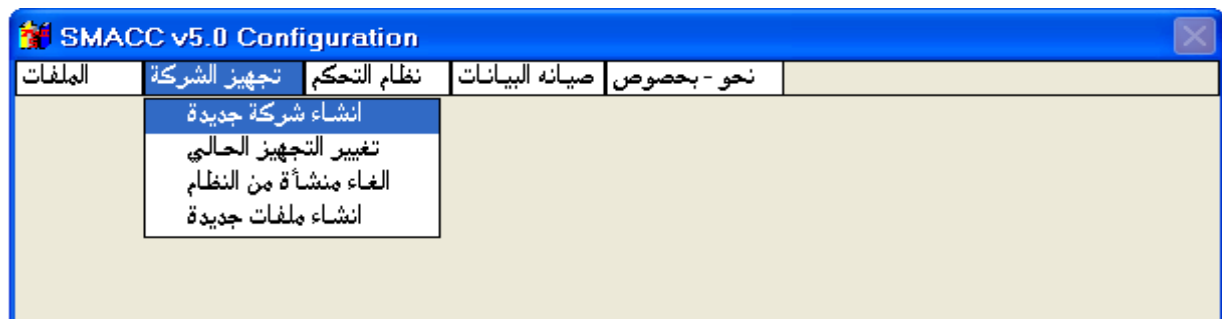 SMACC v5.0 Configuration
الملفات تجهيز الشركة نظام التحكم صيانه البيانات نحو - بحصوص
انشاء شركة جديدة
تغيير التجهيز الحالي
الغاء منشأة من النظام
انشاء ملفات جديدة